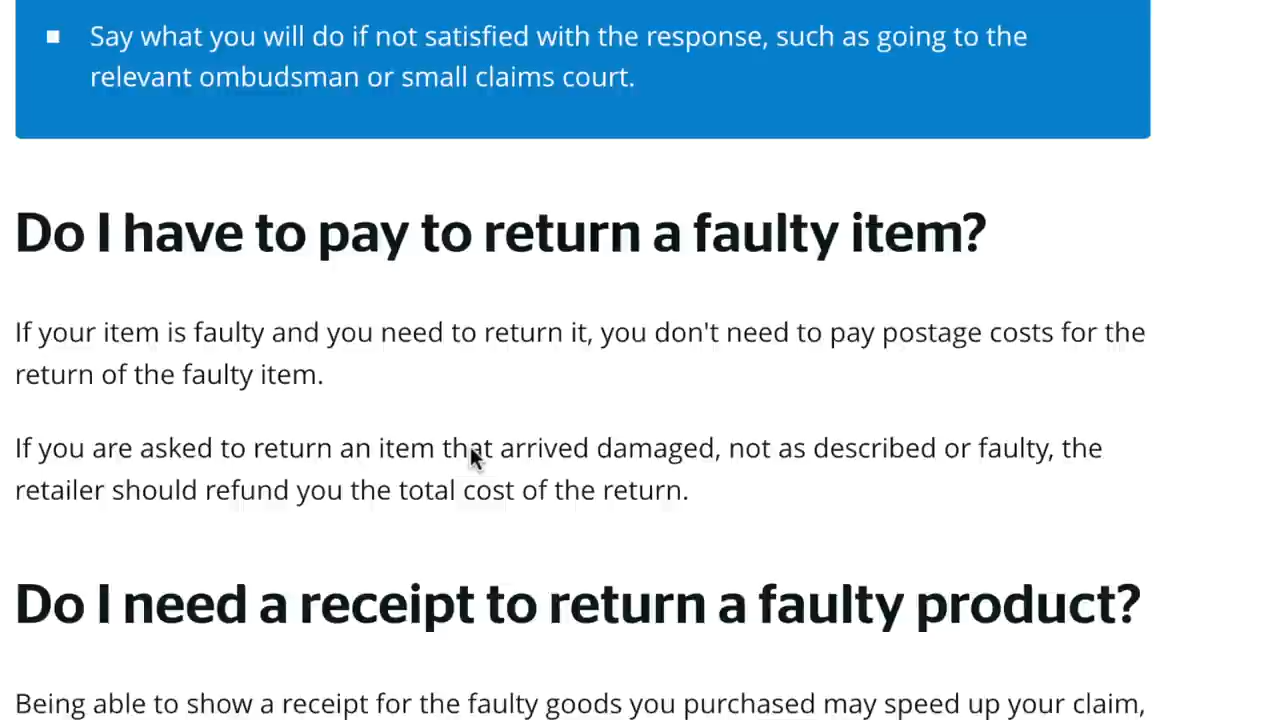 Say what you will do if not satisfied with the response, such as going to the
relevant ombudsman or small claims court.
Do I have to pay to return a faulty item?
If your item is faulty and you need to return it, you don't need to pay postage costs for the
return of the faulty item.
If you are asked to return an item that arrived damaged, not as described or faulty, the
retailer should refund you the total cost of the return.
Do I need a receipt to return a faulty product?
Being able to show a receipt for the faulty goods you purchased may speed up your claim,